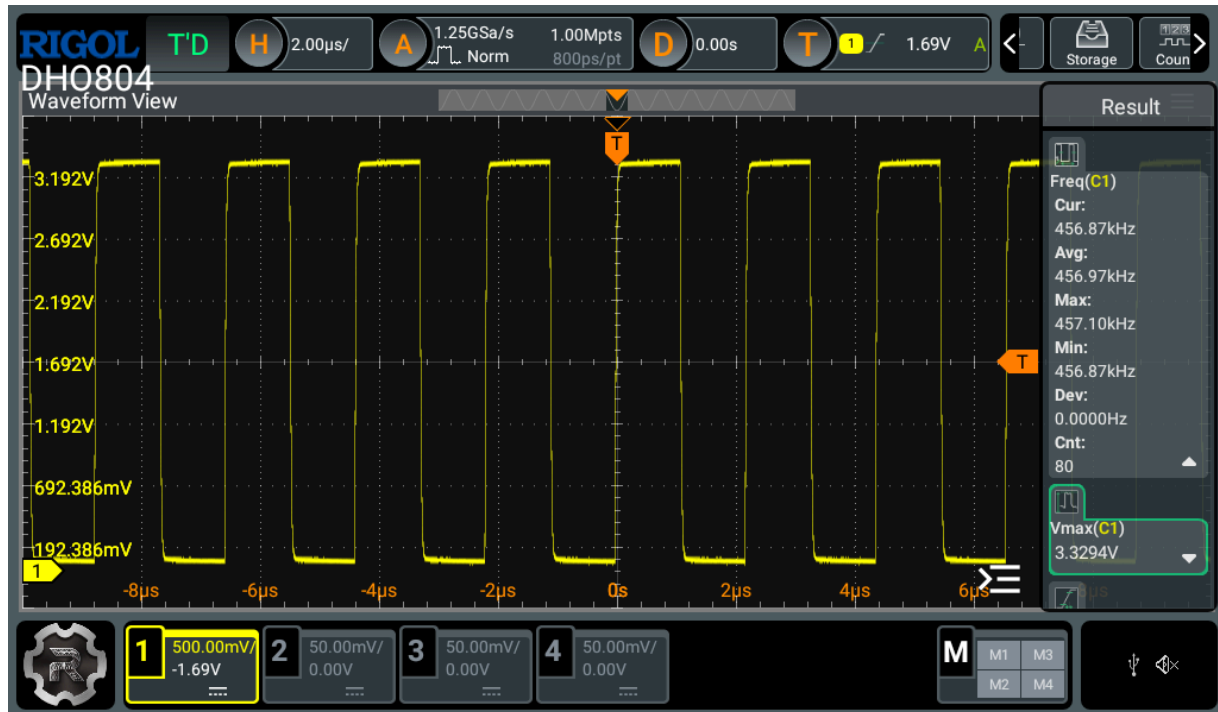 RIGOL T'D H 2.00µs/ A 1.25GSa/s 1.00Mpts D 0.00s T 1 1.69V A
Norm 800ps/pt
Storage Coun
DHO804
Waveform View
Result
T
3.192V
2.692V
2.192V
1.692V
1.192V
692.386mV
192.386mV
1
T
-8µs -6µs -4µs -2µs 0s 2µs 4µs 6µs
Freq(C1)
Cur:
456.87kHz
Avg:
456.97kHz
Max:
457.10kHz
Min:
456.87kHz
Dev:
0.0000Hz
Cnt:
80
Vmax(C1)
3.3294V
1 500.00mV/ 2 50.00mV/ 3 50.00mV/ 4 50.00mV/
-1.69V 0.00V 0.00V 0.00V
M M1 M3
M2 M4